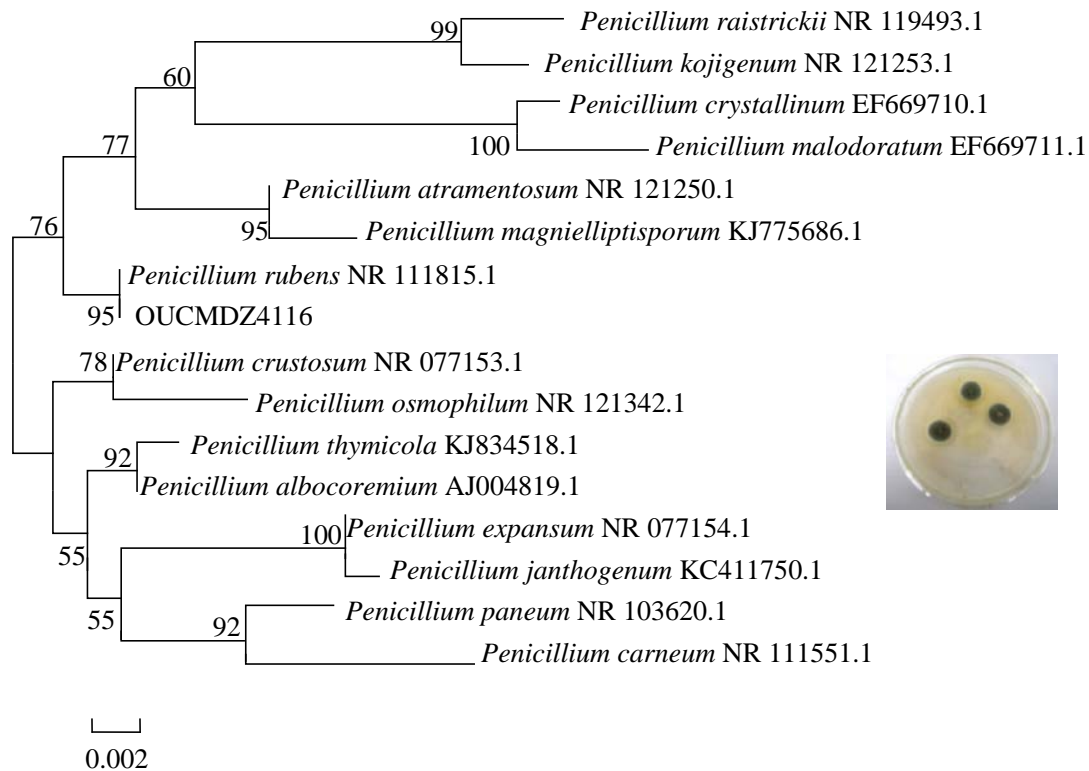 99 Penicillium raistrickii NR 119493.1
Penicillium kojigenum NR 121253.1
60
Penicillium crystallinum EF669710.1
100 Penicillium malodoratum EF669711.1
77
Penicillium atramentosum NR 121250.1
95 Penicillium magnielliptisporum KJ775686.1
76
Penicillium rubens NR 111815.1
95 OUCMDZ4116
78 Penicillium crustosum NR 077153.1
Penicillium osmophilum NR 121342.1
Penicillium thymicola KJ834518.1
92
Penicillium albocoremium AJ004819.1
100 Penicillium expansum NR 077154.1
55
Penicillium janthogenum KC411750.1
55
Penicillium paneum NR 103620.1
92
Penicillium carneum NR 111551.1
0.002